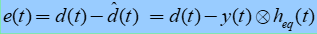 e(t) = d(t) − d̂(t) = d(t) − y(t) ⊗ h_eq(t)